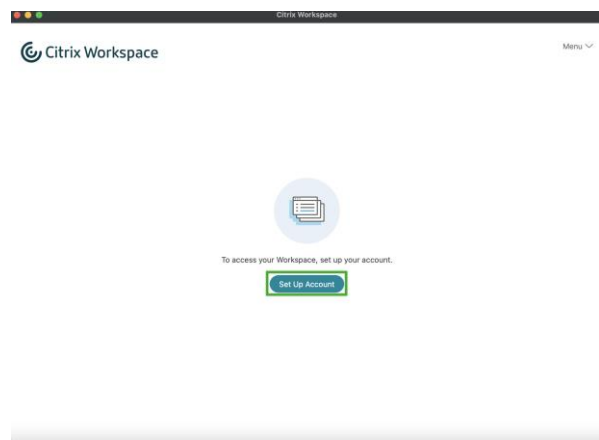 Citrix Workspace
Citrix Workspace
Menu
To access your Workspace, set up your account.
Set Up Account